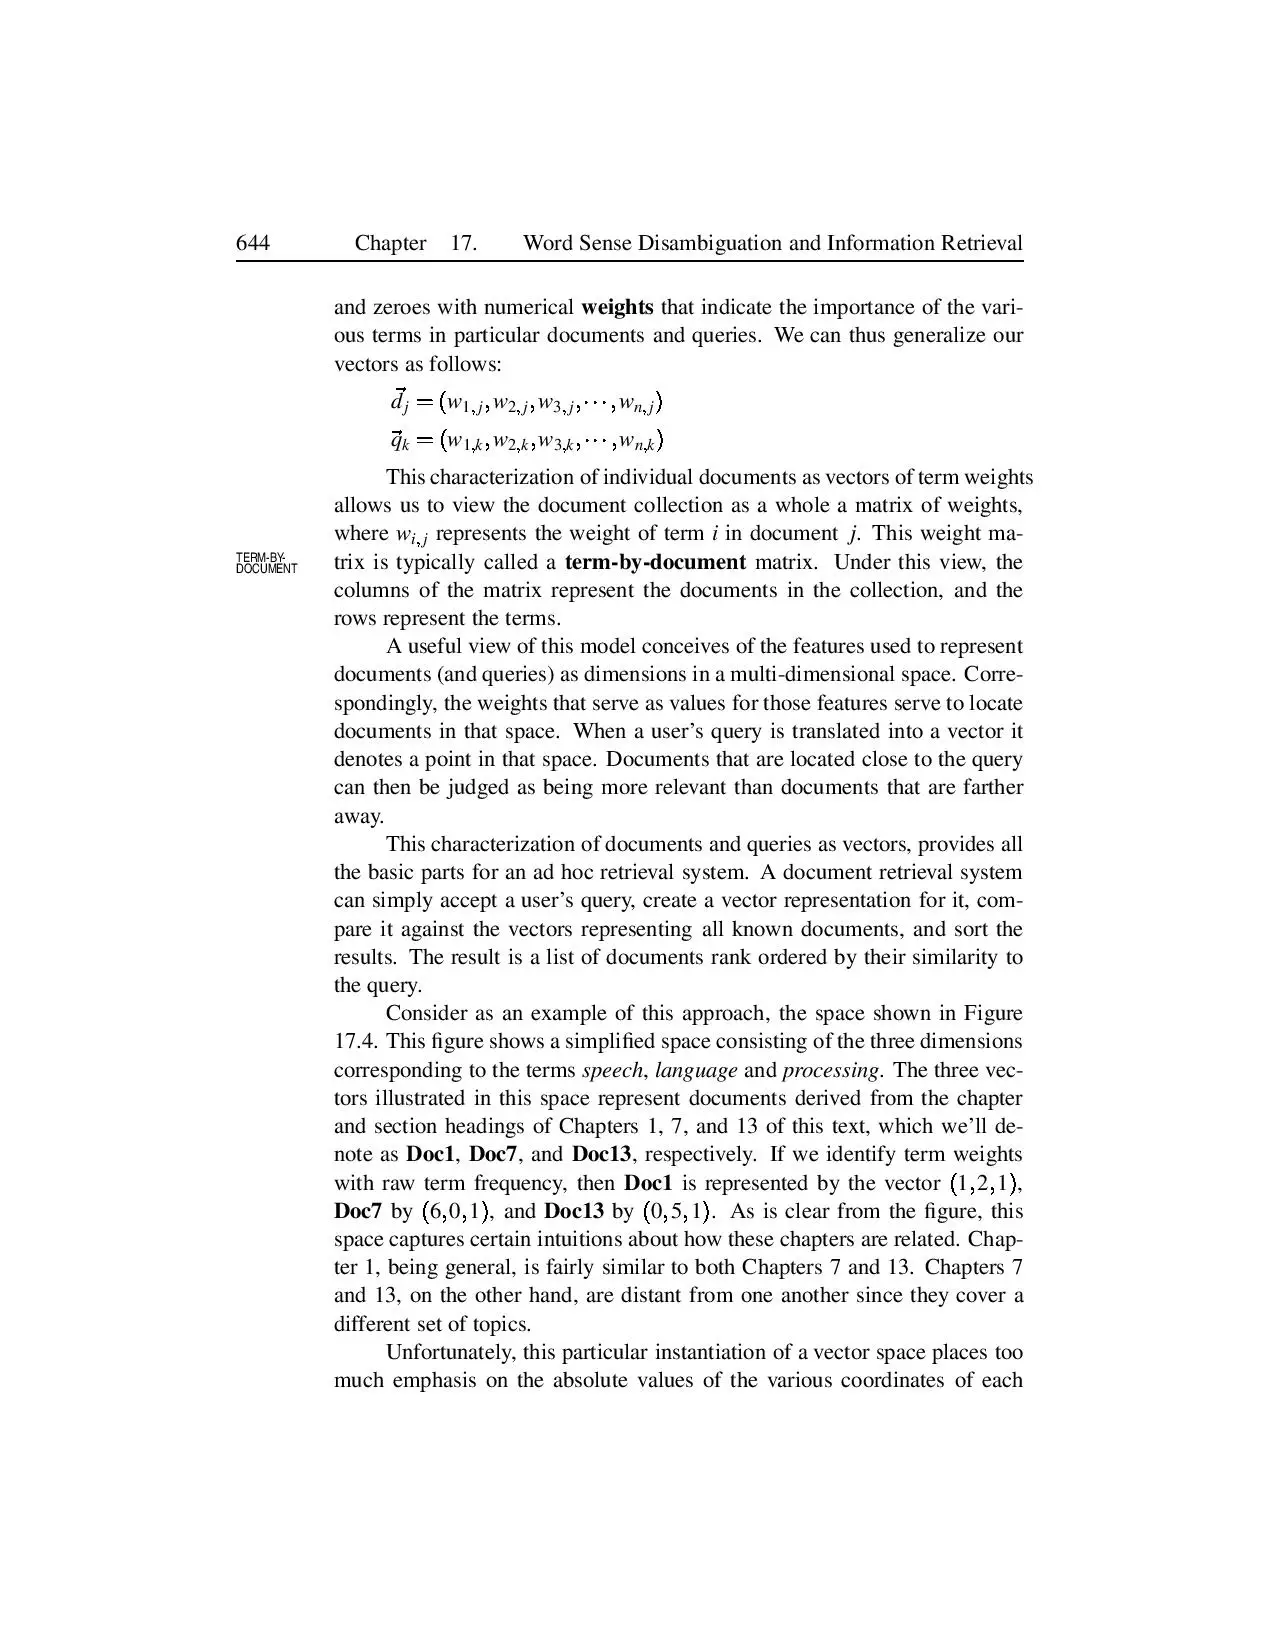 644 Chapter 17. Word Sense Disambiguation and Information Retrieval
and zeroes with numerical weights that indicate the importance of the vari-
ous terms in particular documents and queries. We can thus generalize our
vectors as follows:
d⃗_j = (w_{1,j}, w_{2,j}, w_{3,j}, ⋯, w_{n,j})
q⃗_k = (w_{1,k}, w_{2,k}, w_{3,k}, ⋯, w_{n,k})
This characterization of individual documents as vectors of term weights
allows us to view the document collection as a whole a matrix of weights,
where w_{i,j} represents the weight of term i in document j. This weight ma-
TERM-BY-
DOCUMENT
trix is typically called a term-by-document matrix. Under this view, the
columns of the matrix represent the documents in the collection, and the
rows represent the terms.
A useful view of this model conceives of the features used to represent
documents (and queries) as dimensions in a multi-dimensional space. Corre-
spondingly, the weights that serve as values for those features serve to locate
documents in that space. When a user's query is translated into a vector it
denotes a point in that space. Documents that are located close to the query
can then be judged as being more relevant than documents that are farther
away.
This characterization of documents and queries as vectors, provides all
the basic parts for an ad hoc retrieval system. A document retrieval system
can simply accept a user's query, create a vector representation for it, com-
pare it against the vectors representing all known documents, and sort the
results. The result is a list of documents rank ordered by their similarity to
the query.
Consider as an example of this approach, the space shown in Figure
17.4. This figure shows a simplified space consisting of the three dimensions
corresponding to the terms speech, language and processing. The three vec-
tors illustrated in this space represent documents derived from the chapter
and section headings of Chapters 1, 7, and 13 of this text, which we'll de-
note as Doc1, Doc7, and Doc13, respectively. If we identify term weights
with raw term frequency, then Doc1 is represented by the vector (1,2,1),
Doc7 by (6,0,1), and Doc13 by (0,5,1). As is clear from the figure, this
space captures certain intuitions about how these chapters are related. Chap-
ter 1, being general, is fairly similar to both Chapters 7 and 13. Chapters 7
and 13, on the other hand, are distant from one another since they cover a
different set of topics.
Unfortunately, this particular instantiation of a vector space places too
much emphasis on the absolute values of the various coordinates of each